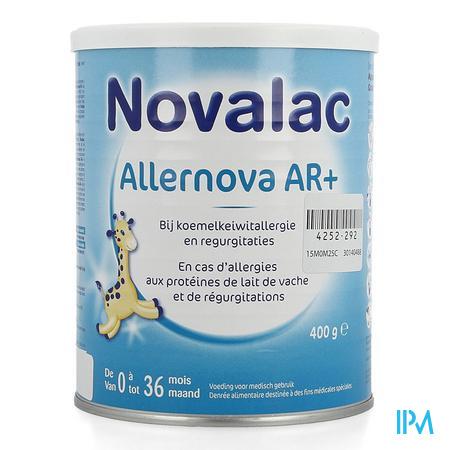 Novalac
Allernova AR+
Bij koemelkeiwitallergie
en regurgitaties
En cas d'allergies
aux protéines de lait de vache
et de régurgitations
4252-292
15M0M25C 30140468
400 g e
De 0 à 36 mois
Van tot maand
Voeding voor medisch gebruik
Denrée alimentaire destinée à des fins médicales spéciales
IPM